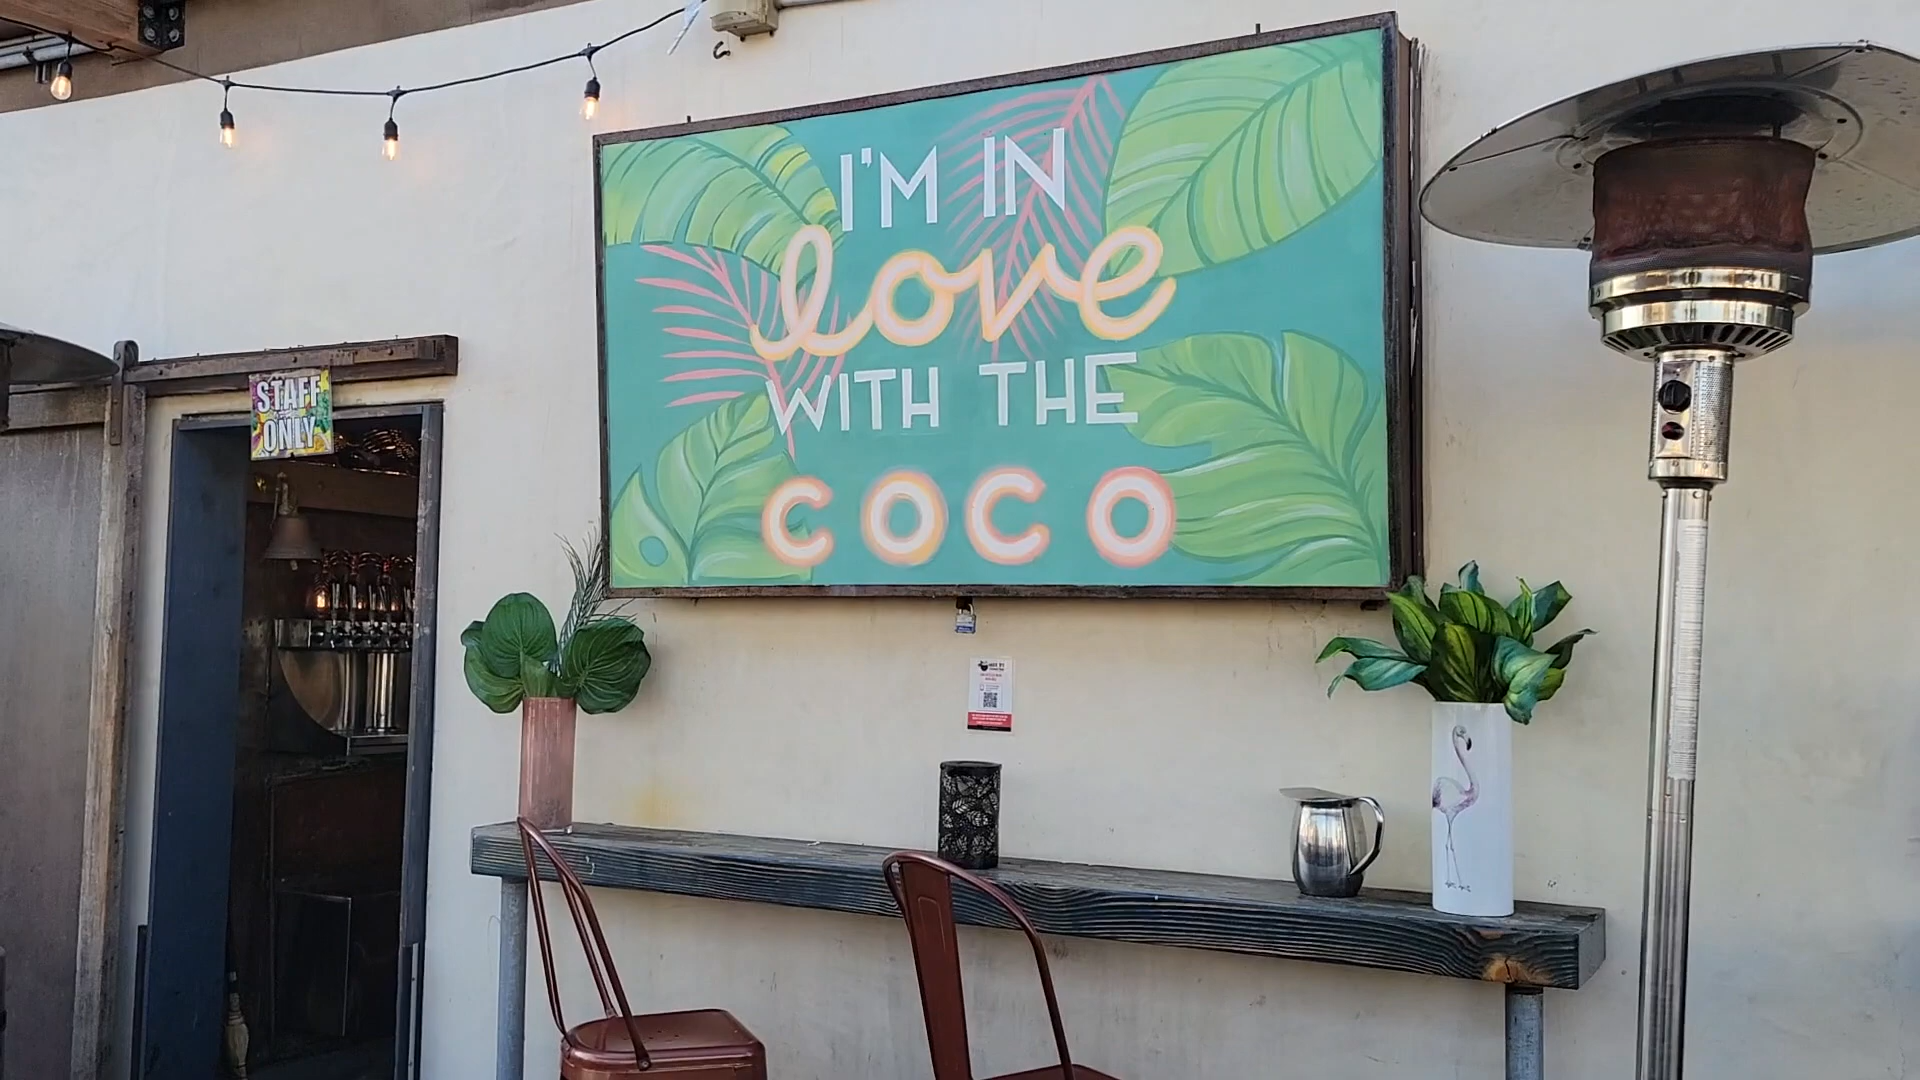 I'M IN
love
WITH THE
COCO
STAFF
ONLY